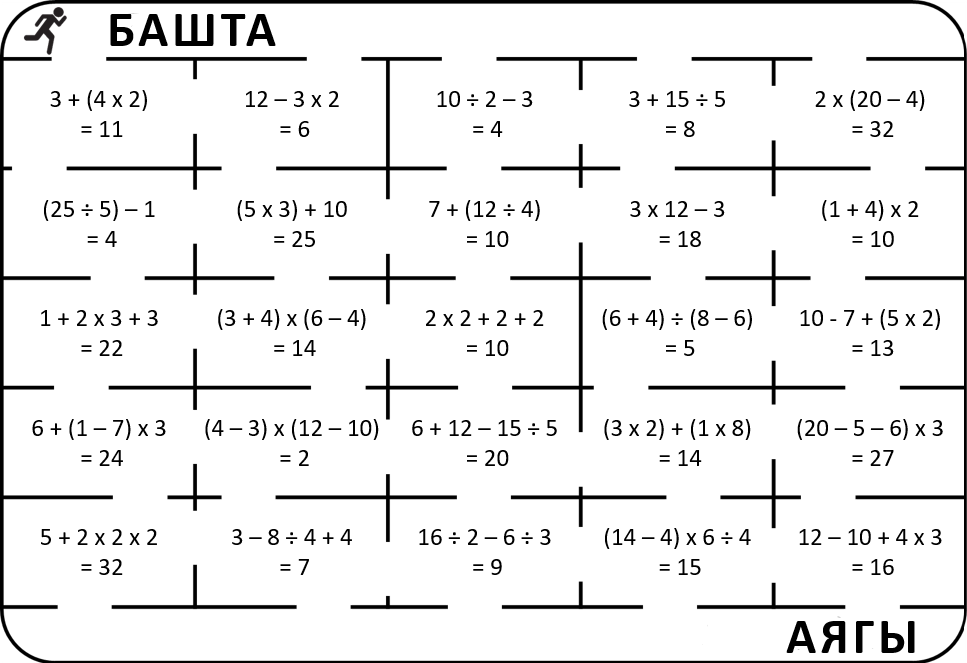 БАШТА
3 + (4 x 2)
= 11
12 – 3 x 2
= 6
10 ÷ 2 – 3
= 4
3 + 15 ÷ 5
= 8
2 x (20 – 4)
= 32
(25 ÷ 5) – 1
= 4
(5 x 3) + 10
= 25
7 + (12 ÷ 4)
= 10
3 x 12 – 3
= 18
(1 + 4) x 2
= 10
1 + 2 x 3 + 3
= 22
(3 + 4) x (6 – 4)
= 14
2 x 2 + 2 + 2
= 10
(6 + 4) ÷ (8 – 6)
= 5
10 - 7 + (5 x 2)
= 13
6 + (1 – 7) x 3
= 24
(4 – 3) x (12 – 10)
= 2
6 + 12 – 15 ÷ 5
= 20
(3 x 2) + (1 x 8)
= 14
(20 – 5 – 6) x 3
= 27
5 + 2 x 2 x 2
= 32
3 – 8 ÷ 4 + 4
= 7
16 ÷ 2 – 6 ÷ 3
= 9
(14 – 4) x 6 ÷ 4
= 15
12 – 10 + 4 x 3
= 16
АЯГЫ